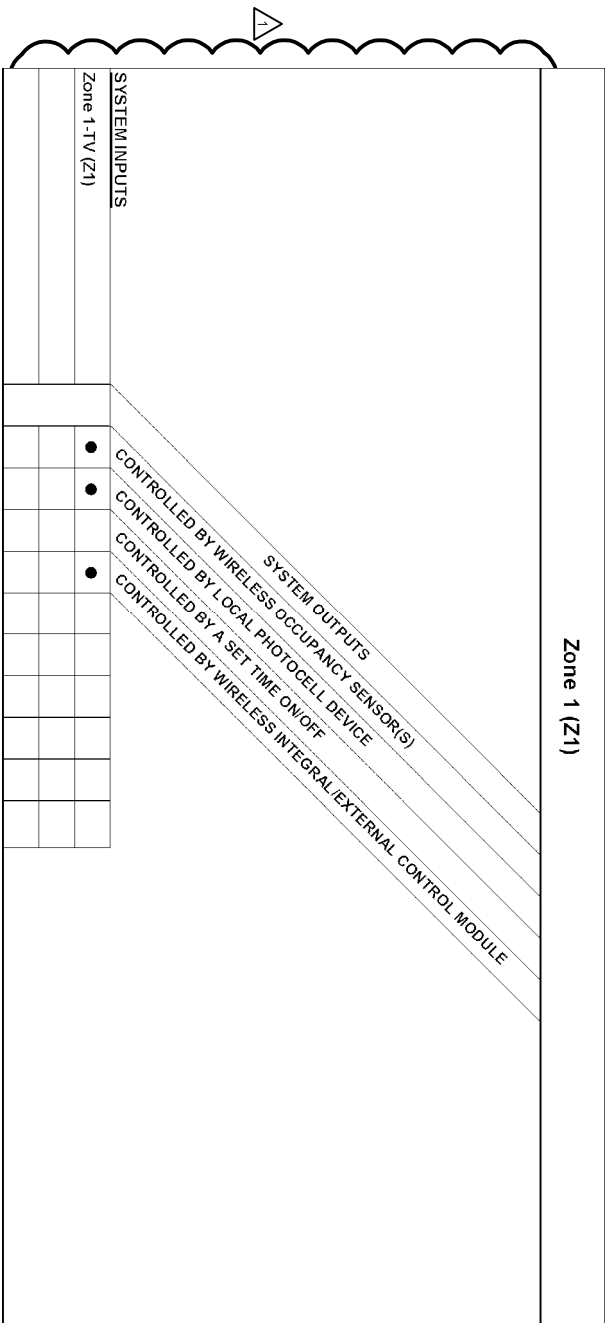 Zone 1 (Z1)
SYSTEM OUTPUTS
CONTROLLED BY WIRELESS OCCUPANCY SENSOR(S)
CONTROLLED BY LOCAL PHOTOCELL DEVICE
CONTROLLED BY A SET TIME ON/OFF
CONTROLLED BY WIRELESS INTEGRAL/EXTERNAL CONTROL MODULE
SYSTEM INPUTS
Zone 1-TV (Z1)
1